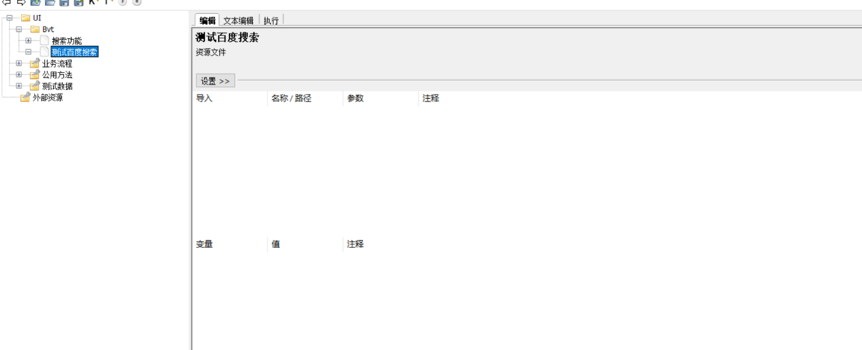 UI
Bvt
搜索功能
测试百度搜索
业务流程
公用方法
测试数据
外部资源
编辑 文本编辑 执行
测试百度搜索
资源文件
设置 >>
导入 名称 / 路径 参数 注释
变量 值 注释